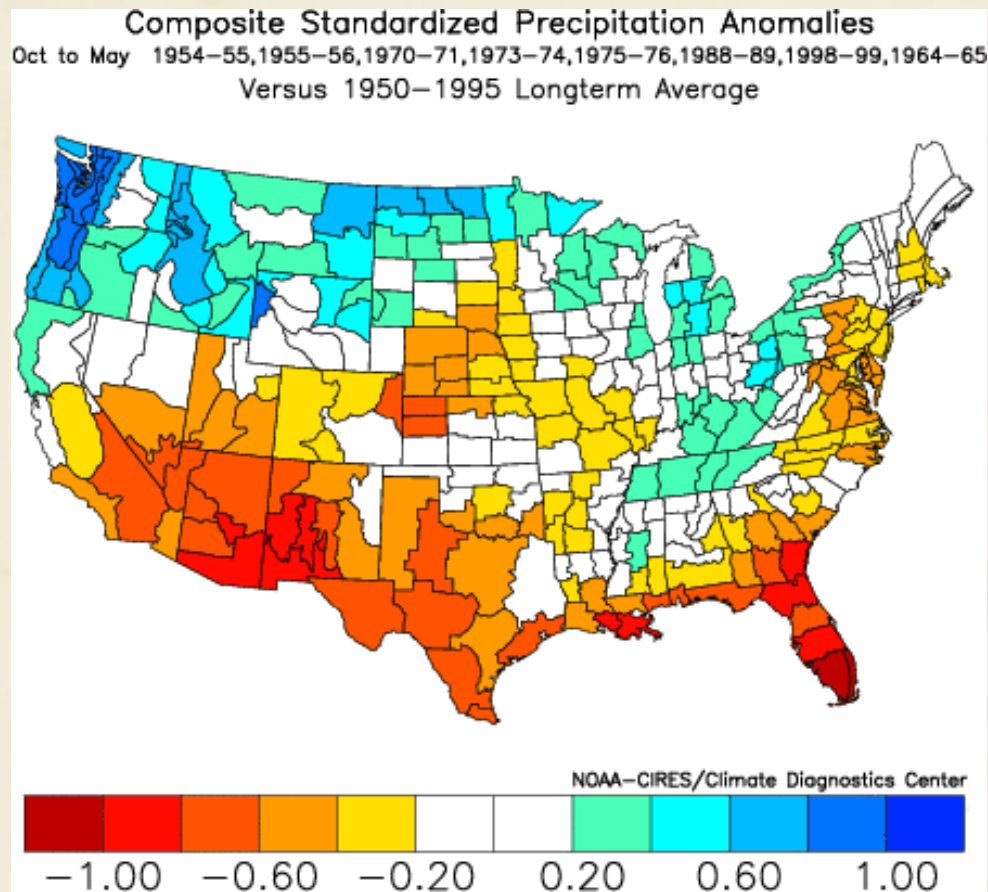 Composite Standardized Precipitation Anomalies
Oct to May 1954-55,1955-56,1970-71,1973-74,1975-76,1988-89,1998-99,1964-65
Versus 1950-1995 Longterm Average
NOAA-CIRES/Climate Diagnostics Center
-1.00 -0.60 -0.20 0.20 0.60 1.00